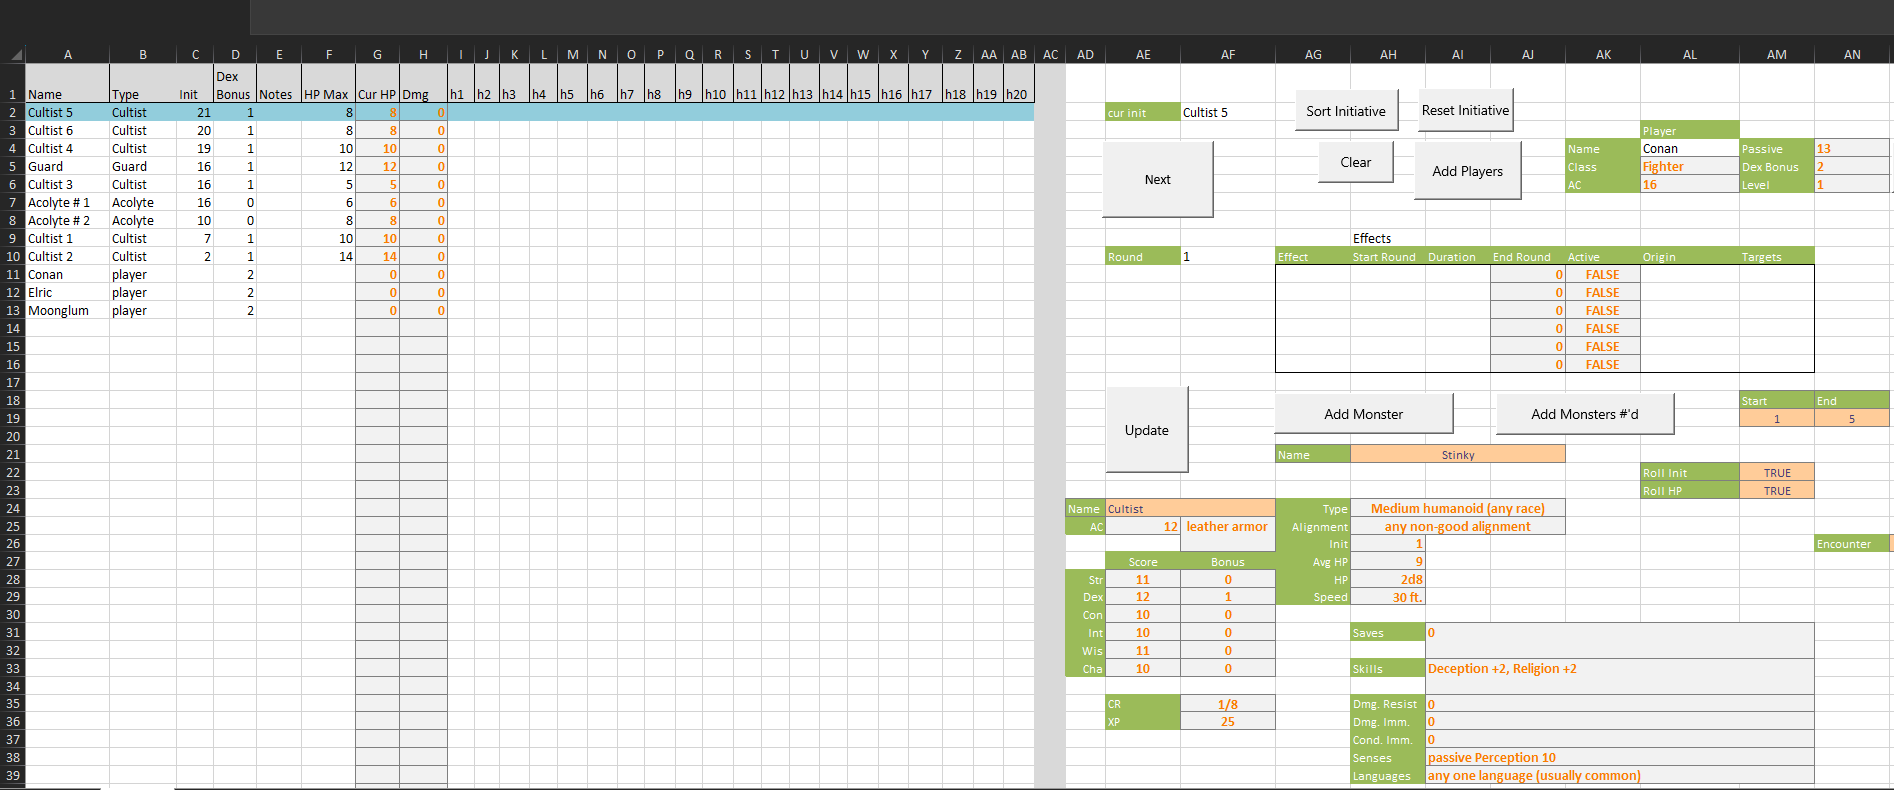 A B C D E F G H I J K L M N O P Q R S T U V W X Y Z AA AB AC AD AE AF AG AH AI AJ AK AL AM AN
1 Name Type Init Dex Bonus Notes HP Max Cur HP Dmg h1 h2 h3 h4 h5 h6 h7 h8 h9 h10 h11 h12 h13 h14 h15 h16 h17 h18 h19 h20
2 Cultist 5 Cultist 21 1 8 8 0 cur init Cultist 5 Sort Initiative Reset Initiative
3 Cultist 6 Cultist 20 1 8 8 0 Player
4 Cultist 4 Cultist 19 1 10 10 0 Name Conan Passive 13
5 Guard Guard 16 1 12 12 0 Next Clear Add Players Class Fighter Dex Bonus 2
6 Cultist 3 Cultist 16 1 5 5 0 AC 16 Level 1
7 Acolyte # 1 Acolyte 16 0 6 6 0
8 Acolyte # 2 Acolyte 10 0 8 8 0
9 Cultist 1 Cultist 7 1 10 10 0 Effects
10 Cultist 2 Cultist 2 1 14 14 0 Round 1 Effect Start Round Duration End Round Active Origin Targets
11 Conan player 2 0 0 0 FALSE
12 Elric player 2 0 0 0 FALSE
13 Moonglum player 2 0 0 0 FALSE
14 0 FALSE
15 0 FALSE
16 0 FALSE
17
18 Start End
19 Update Add Monster Add Monsters #'d 1 5
20
21 Name Stinky
22 Roll Init TRUE
23 Roll HP TRUE
24 Name Cultist Type Medium humanoid (any race)
25 AC 12 leather armor Alignment any non-good alignment
26 Init 1 Encounter
27 Score Bonus Avg HP 9
28 Str 11 0 HP 2d8
29 Dex 12 1 Speed 30 ft.
30 Con 10 0
31 Int 10 0 Saves 0
32 Wis 11 0
33 Cha 10 0 Skills Deception +2, Religion +2
34
35 CR 1/8 Dmg. Resist 0
36 XP 25 Dmg. Imm. 0
37 Cond. Imm. 0
38 Senses passive Perception 10
39 Languages any one language (usually common)